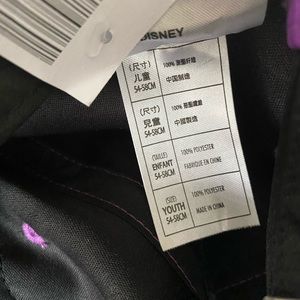 DISNEY
(尺寸) 100% 聚酯纤维
儿童 中国制造
54-58CM
(尺寸) 100% 聚酯纖維
兒童 中國製造
54-58CM
(TAILLE) 100% POLYESTER
ENFANT FABRIQUE EN CHINE
54-58CM
(SIZE) 100% POLYESTER
YOUTH MADE IN CHINA
54-58CM